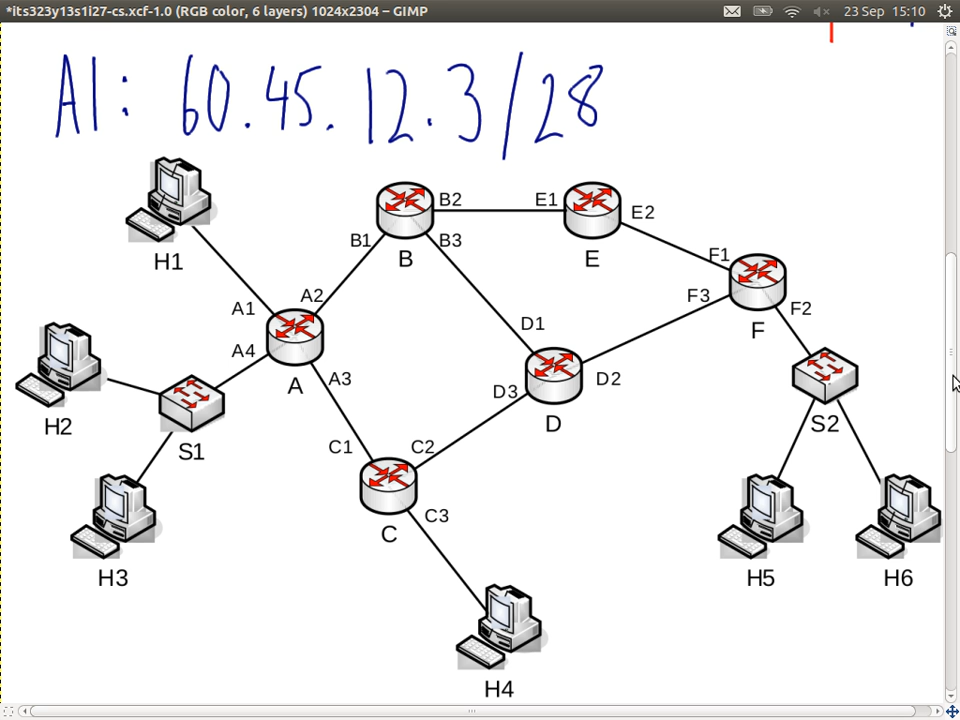 *its323y13s1i27-cs.xcf-1.0 (RGB color, 6 layers) 1024x2304 – GIMP
23 Sep 15:10
A1: 60.45.12.3/28
H1
B2
E1
E2
B1
B3
B
E
F1
A2
A1
F3
F2
D1
F
A4
A
A3
D3
D2
H2
S1
D
S2
C1
C2
C3
C
H3
H5
H6
H4